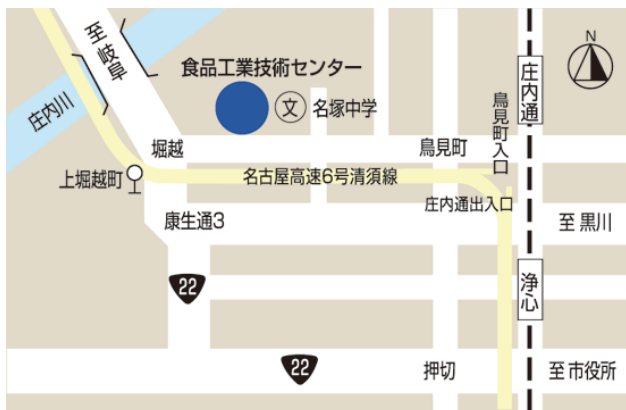 至岐阜
庄内川
食品工業技術センター
文
名塚中学
堀越
上堀越町
名古屋高速6号清須線
康生通3
鳥見町
鳥見町入口
庄内通
N
庄内通出入口
至黒川
浄心
22
22
押切
至市役所